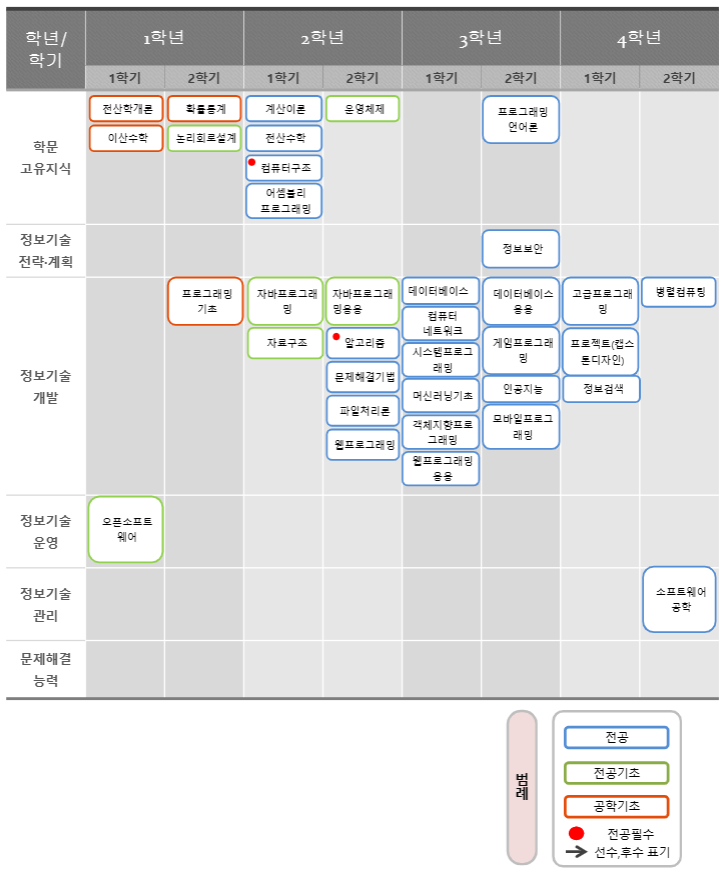 학년/
학기
1학년
2학년
3학년
4학년
1학기
2학기
1학기
2학기
1학기
2학기
1학기
2학기
학문
고유지식
전산학개론
이산수학
확률통계
논리회로설계
계산이론
전산수학
컴퓨터구조
어셈블리
프로그래밍
운영체제
프로그래밍
언어론
정보기술
전략·계획
정보보안
정보기술
개발
프로그래밍
기초
자바프로그래
밍
자료구조
자바프로그래
밍응용
알고리즘
문제해결기법
파일처리론
웹프로그래밍
데이터베이스
컴퓨터
네트워크
시스템프로그
래밍
머신러닝기초
객체지향프로
그래밍
웹프로그래밍
응용
데이터베이스
응용
게임프로그래
밍
인공지능
모바일프로그
래밍
고급프로그래
밍
프로젝트(캡스
톤디자인)
정보검색
병렬컴퓨팅
정보기술
운영
오픈소프트
웨어
정보기술
관리
소프트웨어
공학
문제해결
능력
범례
전공
전공기초
공학기초
전공필수
선수,후수 표기